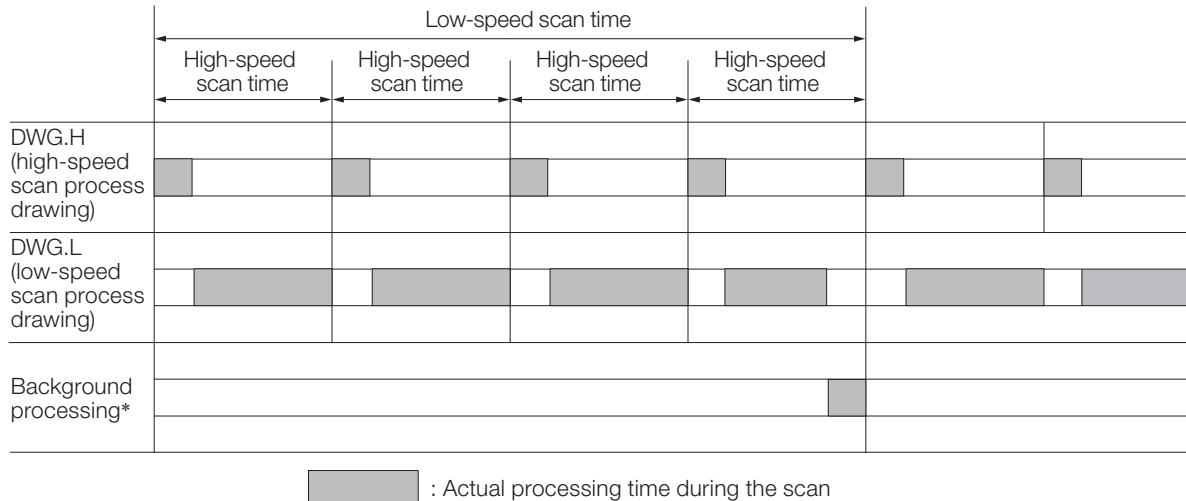 Low-speed scan time
High-speed
scan time
High-speed
scan time
High-speed
scan time
High-speed
scan time
DWG.H
(high-speed
scan process
drawing)
DWG.L
(low-speed
scan process
drawing)
Background
processing*
: Actual processing time during the scan